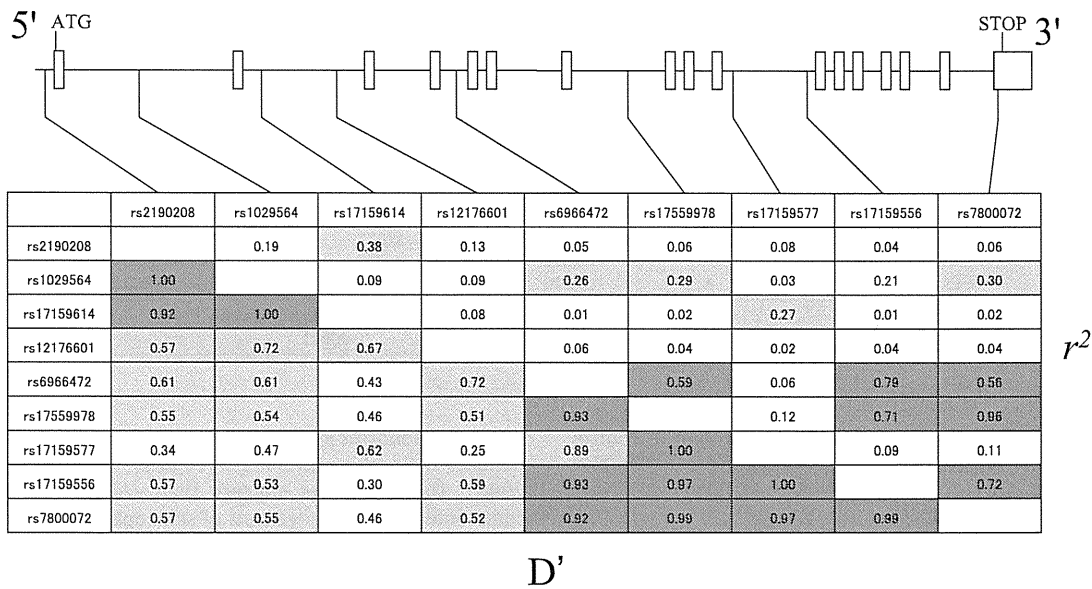 5' ATG STOP 3'
rs2190208 rs1029564 rs17159614 rs12176601 rs6966472 rs17559978 rs17159577 rs17159556 rs7800072
rs2190208 0.19 0.38 0.13 0.05 0.06 0.08 0.04 0.06
rs1029564 1.00 0.09 0.09 0.26 0.29 0.03 0.21 0.30
rs17159614 0.92 1.00 0.08 0.01 0.02 0.27 0.01 0.02
rs12176601 0.57 0.72 0.67 0.06 0.04 0.02 0.04 0.04
rs6966472 0.61 0.61 0.43 0.72 0.59 0.06 0.79 0.56
rs17559978 0.55 0.54 0.46 0.51 0.93 0.12 0.71 0.96
rs17159577 0.34 0.47 0.62 0.25 0.89 1.00 0.09 0.11
rs17159556 0.57 0.53 0.30 0.59 0.93 0.97 1.00 0.72
rs7800072 0.57 0.55 0.46 0.52 0.92 0.99 0.97 0.99
r²
D’